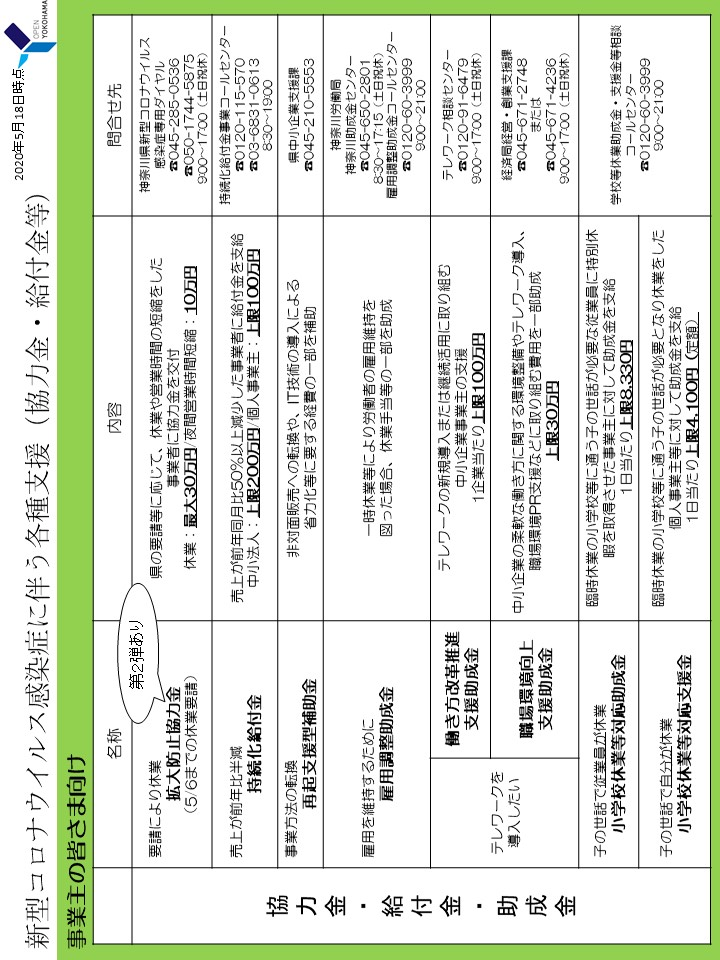 新型コロナウイルス感染症に伴う各種支援（協力金・給付金等）
2020年5月18日時点
OPEN
YOKOHAMA
事業主の皆さま向け
名称
内容
問合せ先
協力金・給付金・助成金
要請により休業
拡大防止協力金
（5/6までの休業要請）
第2弾あり
県の要請等に応じて、休業や営業時間の短縮をした
事業者に協力金を交付
休業：最大30万円/夜間営業時間短縮：10万円
神奈川県新型コロナウイルス
感染症専用ダイヤル
☎045-285-0536
☎050-1744-5875
9:00～17:00（土日祝休）
売上が前年比半減
持続化給付金
売上が前年同月比50％以上減少した事業者に給付金を支給
中小法人：上限200万円/個人事業主：上限100万円
持続化給付金事業コールセンター
☎0120-115-570
☎03-6831-0613
8:30～19:00
事業方法の転換
再起支援型補助金
非対面販売への転換や、IT技術の導入による
省力化等に要する経費の一部を補助
県中小企業支援課
☎045-210-5553
雇用を維持するために
雇用調整助成金
一時休業等により労働者の雇用維持を
図った場合、休業手当等の一部を助成
神奈川労働局
神奈川助成金センター
☎045-650-2801
8:30～17:15（土日祝休）
雇用調整助成金コールセンター
☎0120-60-3999
9:00～21:00
テレワークを
導入したい
働き方改革推進
支援助成金
テレワークの新規導入または継続活用に取り組む
中小企業事業主の支援
1企業当たり上限100万円
テレワーク相談センター
☎0120-91-6479
9:00～17:00（土日祝休）
職場環境向上
支援助成金
中小企業の柔軟な働き方に関する環境整備やテレワーク導入、
職場環境PR支援などに取り組む費用を一部助成
上限30万円
経済局経営・創業支援課
☎045-671-2748
または
☎045-671-4236
9:00～17:00（土日祝休）
子の世話で従業員が休業
小学校休業等対応助成金
臨時休業の小学校等に通う子の世話が必要な従業員に特別休
暇を取得させた事業主に対して助成金を支給
1日当たり上限8,330円
学校等休業助成金・支援金等相談
コールセンター
☎0120-60-3999
9:00～21:00
子の世話で自分が休業
小学校休業等対応支援金
臨時休業の小学校等に通う子の世話が必要となり休業をした
個人事業主等に対して助成金を支給
1日当たり上限4,100円（定額）